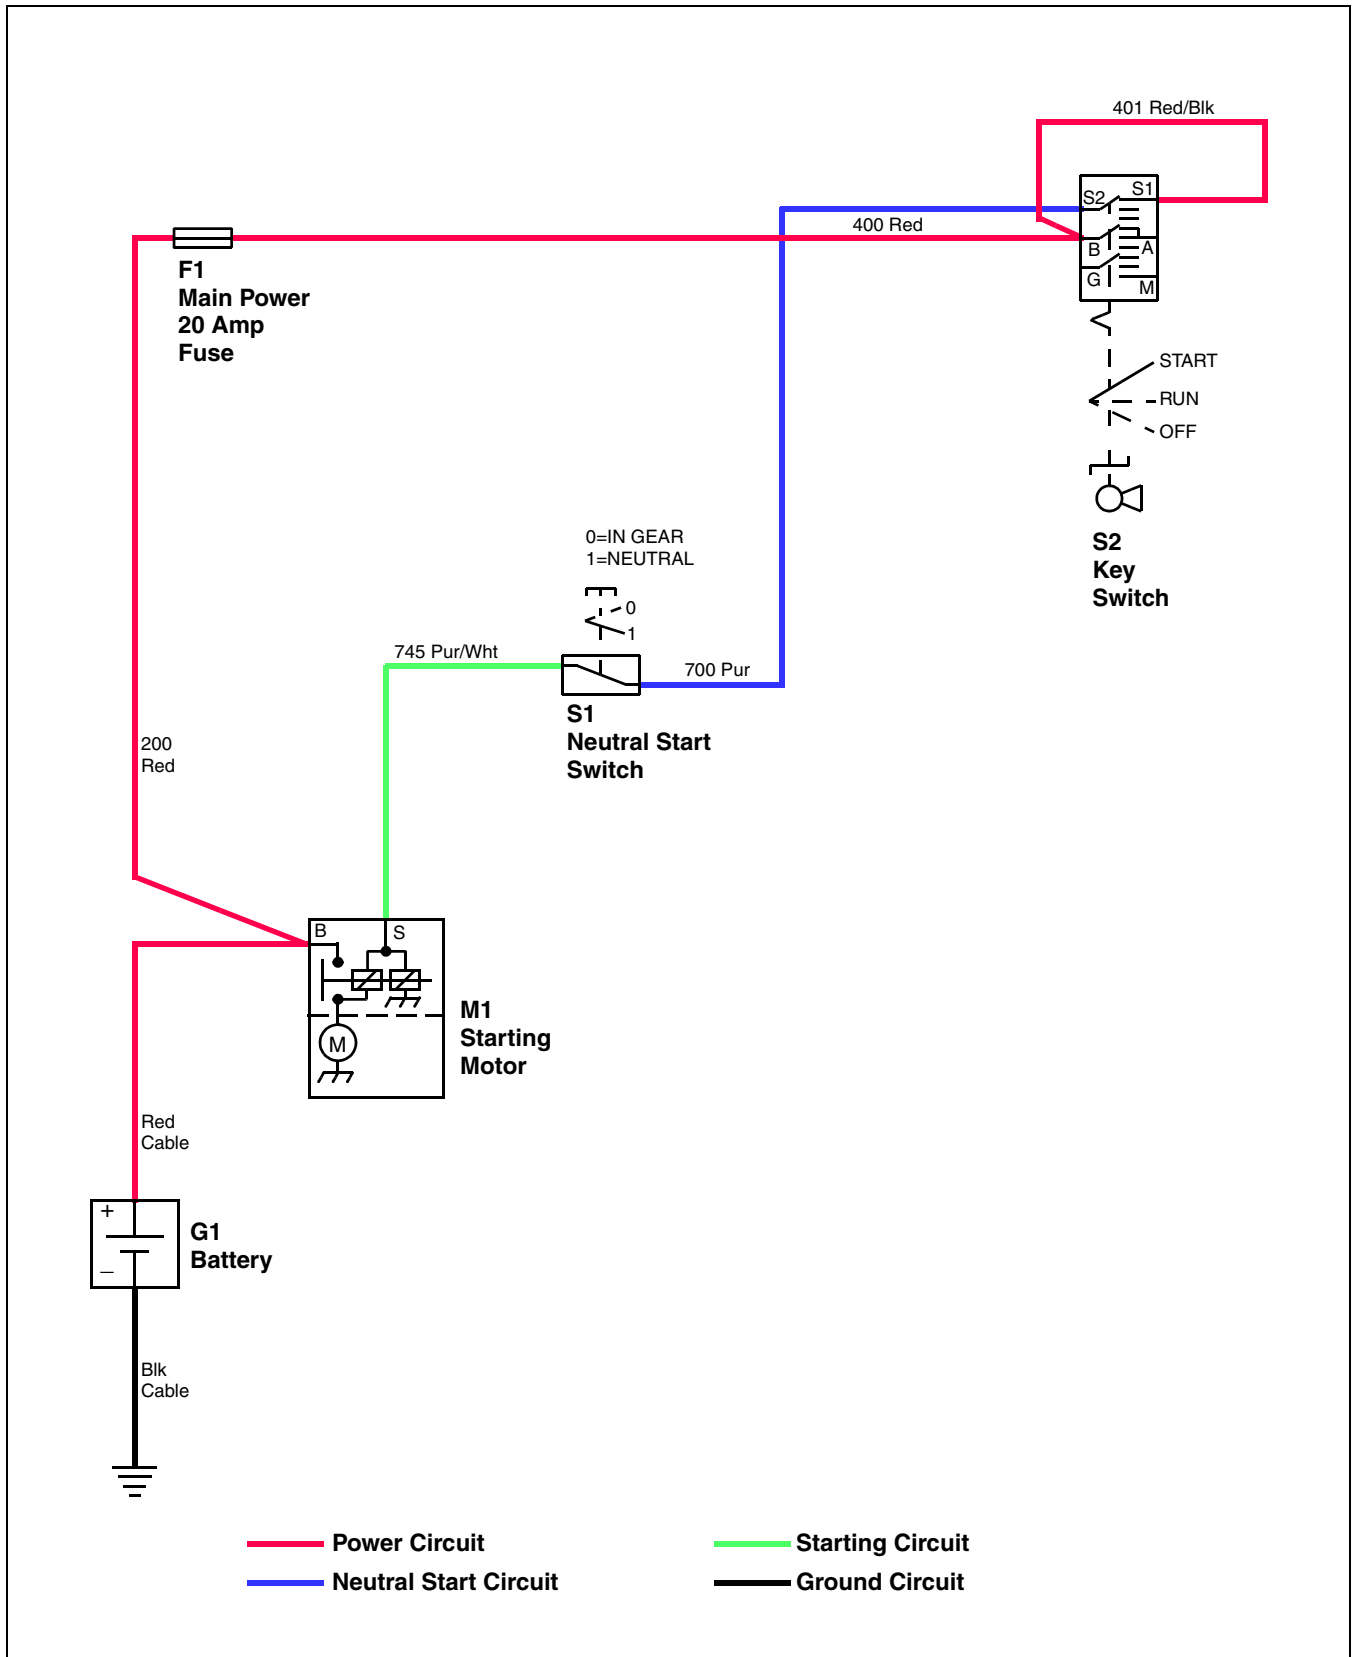 401 Red/Blk
S2 S1
400 Red
B A
G M
F1
Main Power
20 Amp
Fuse
START
RUN
OFF
S2
Key
Switch
0=IN GEAR
1=NEUTRAL
0
1
745 Pur/Wht
700 Pur
S1
Neutral Start
Switch
200
Red
B S
M
M1
Starting
Motor
Red
Cable
+
–
G1
Battery
Blk
Cable
Power Circuit
Starting Circuit
Neutral Start Circuit
Ground Circuit